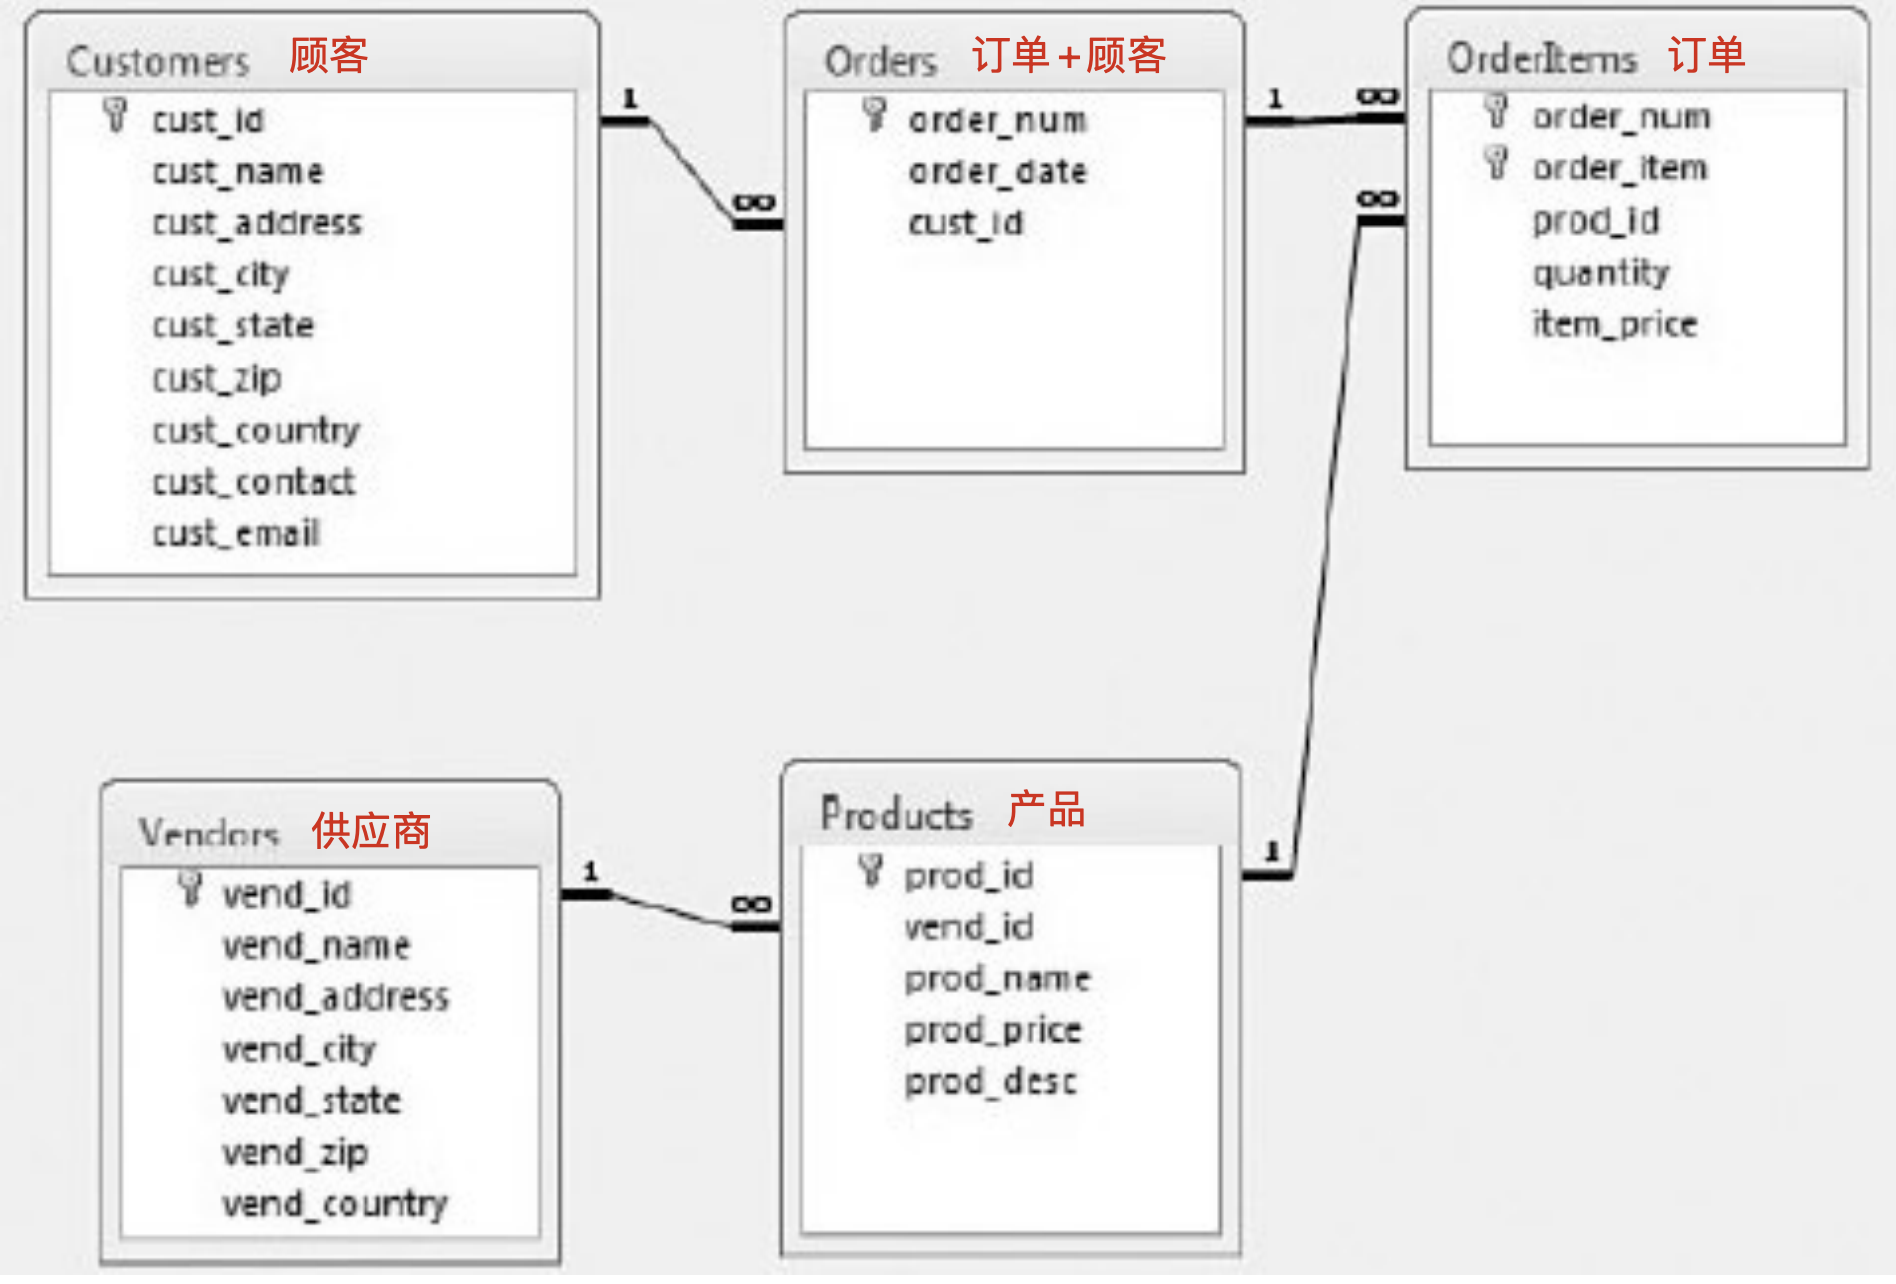 Customers 顾客
cust_id
cust_name
cust_address
cust_city
cust_state
cust_zip
cust_country
cust_contact
cust_email
1
∞
Orders 订单+顾客
order_num
order_date
cust_id
1
∞
∞
OrderItems 订单
order_num
order_item
prod_id
quantity
item_price
Vendors 供应商
vend_id
vend_name
vend_address
vend_city
vend_state
vend_zip
vend_country
1
∞
Products 产品
prod_id
vend_id
prod_name
prod_price
prod_desc
1